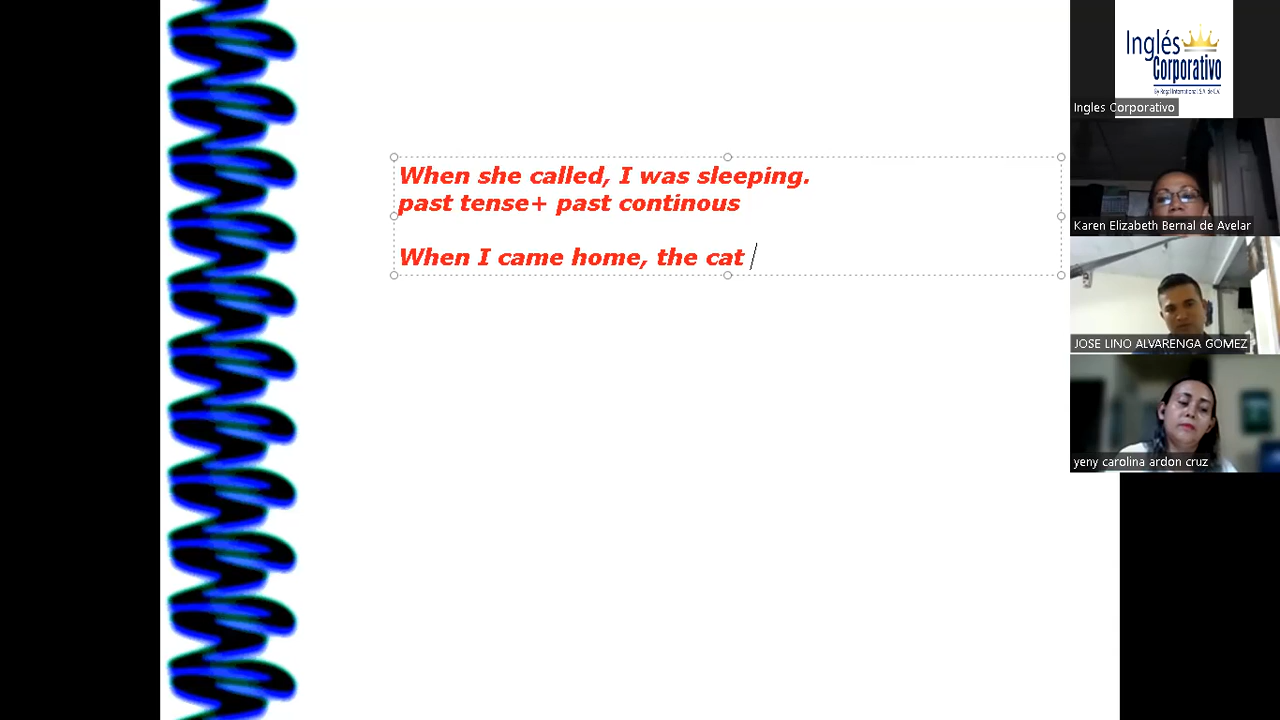 When she called, I was sleeping.
past tense+ past continous
When I came home, the cat
Inglés
Corporativo
Ingles Corporativo
Karen Elizabeth Bernal de Avelar
JOSE LINO ALVARENGA GOMEZ
yeny carolina ardon cruz